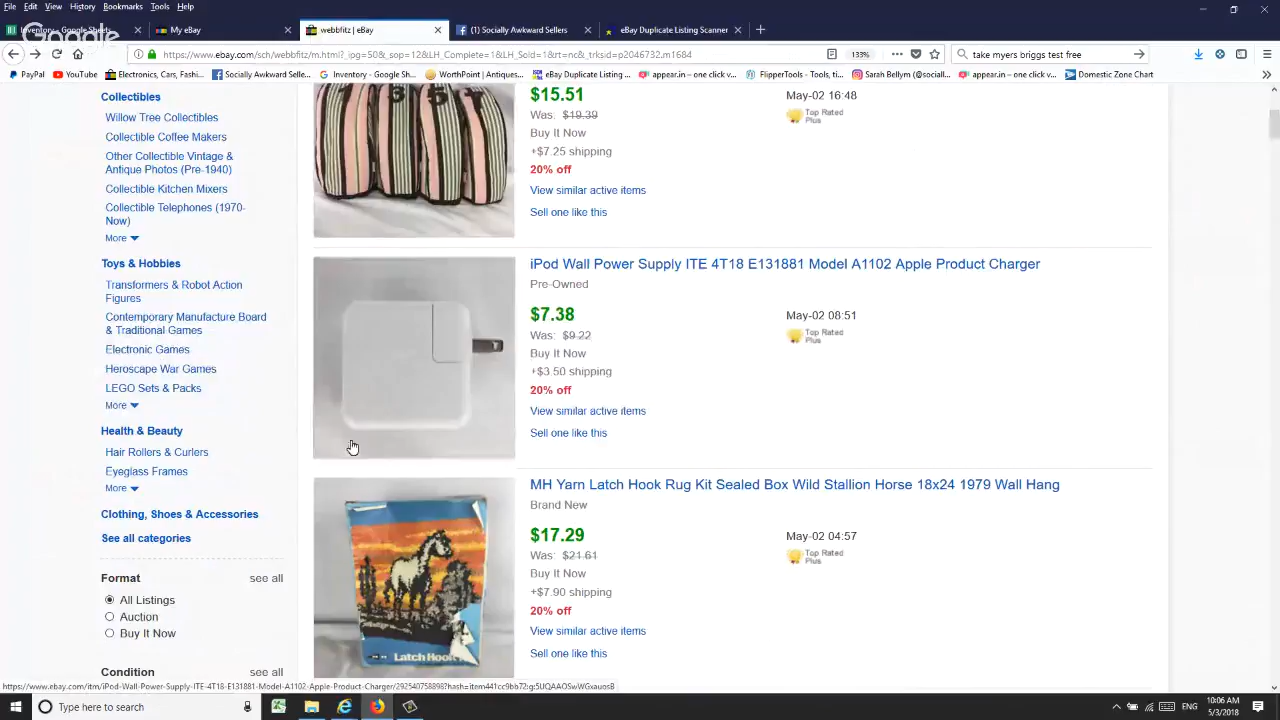 File Edit View History Bookmarks Tools Help
Inventory - Google Sheets
My eBay
webbfitz | eBay
(1) Socially Awkward Sellers
eBay Duplicate Listing Scanner
https://www.ebay.com/sch/webbfitz/m.html?_ipg=50&_sop=12&LH_Complete=1&LH_Sold=1&rt=nc&_trksid=p2046732.m1684
133%
take myers briggs test free
PayPal
YouTube
Electronics, Cars, Fashi...
Socially Awkward Selle...
Inventory - Google Sh...
WorthPoint | Antiques...
eBay Duplicate Listing ...
appear.in – one click v...
FlipperTools - Tools, ti...
Sarah Bellym (@sociall...
appear.in – one click v...
Domestic Zone Chart
Collectibles
Willow Tree Collectibles
Collectible Coffee Makers
Other Collectible Vintage &
Antique Photos (Pre-1940)
Collectible Kitchen Mixers
Collectible Telephones (1970-
Now)
More
Toys & Hobbies
Transformers & Robot Action
Figures
Contemporary Manufacture Board
& Traditional Games
Electronic Games
Heroscape War Games
LEGO Sets & Packs
More
Health & Beauty
Hair Rollers & Curlers
Eyeglass Frames
More
Clothing, Shoes & Accessories
See all categories
Format see all
All Listings
Auction
Buy It Now
Condition see all
$15.51
May-02 16:48
Was: $19.39
Top Rated
Plus
Buy It Now
+$7.25 shipping
20% off
View similar active items
Sell one like this
iPod Wall Power Supply ITE 4T18 E131881 Model A1102 Apple Product Charger
Pre-Owned
$7.38
May-02 08:51
Was: $9.22
Top Rated
Plus
Buy It Now
+$3.50 shipping
20% off
View similar active items
Sell one like this
MH Yarn Latch Hook Rug Kit Sealed Box Wild Stallion Horse 18x24 1979 Wall Hang
Brand New
$17.29
May-02 04:57
Was: $21.61
Top Rated
Plus
Buy It Now
+$7.90 shipping
20% off
View similar active items
Sell one like this
Latch Hook
Type here to search
ENG
10:06 AM
5/3/2018